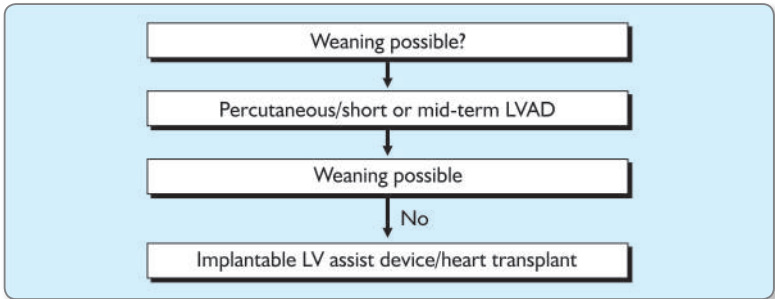 Weaning possible?
Percutaneous/short or mid-term LVAD
Weaning possible
No
Implantable LV assist device/heart transplant